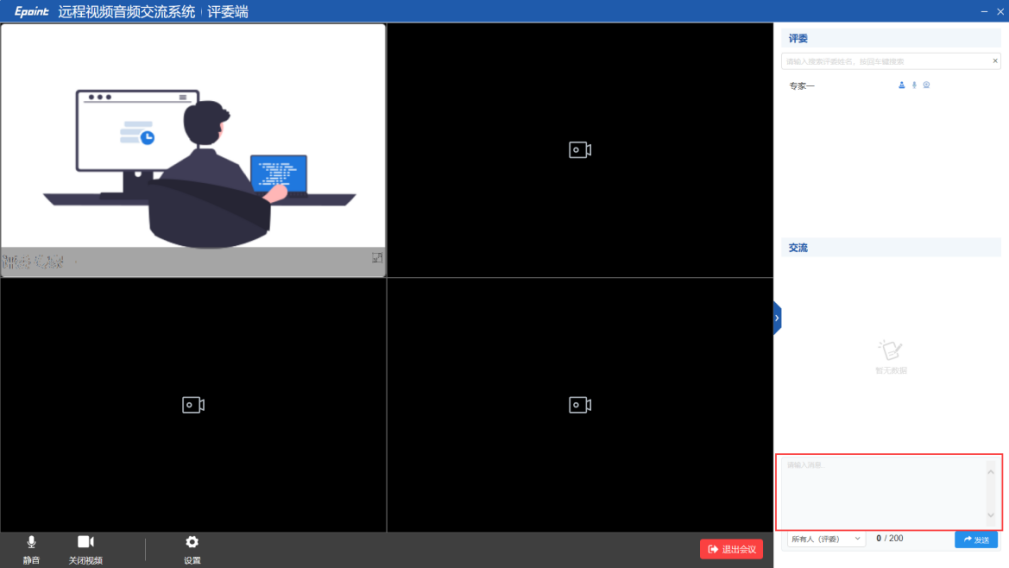 Epoint 远程视频音频交流系统 | 评委端
评委
请输入搜索评委姓名，按回车键搜索
专家一
交流
暂无数据
请输入消息
所有人（评委）
0 / 200
发送
静音
关闭视频
设置
退出会议